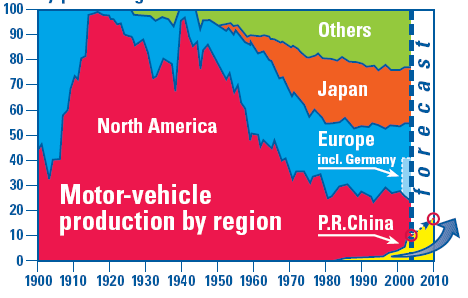 100
90
80
70
60
50
40
30
20
10
0
Others
Japan
North America
Europe
incl. Germany
Motor-vehicle
production by region
P.R.China
forecast
1900 1910 1920 1930 1940 1950 1960 1970 1980 1990 2000 2010